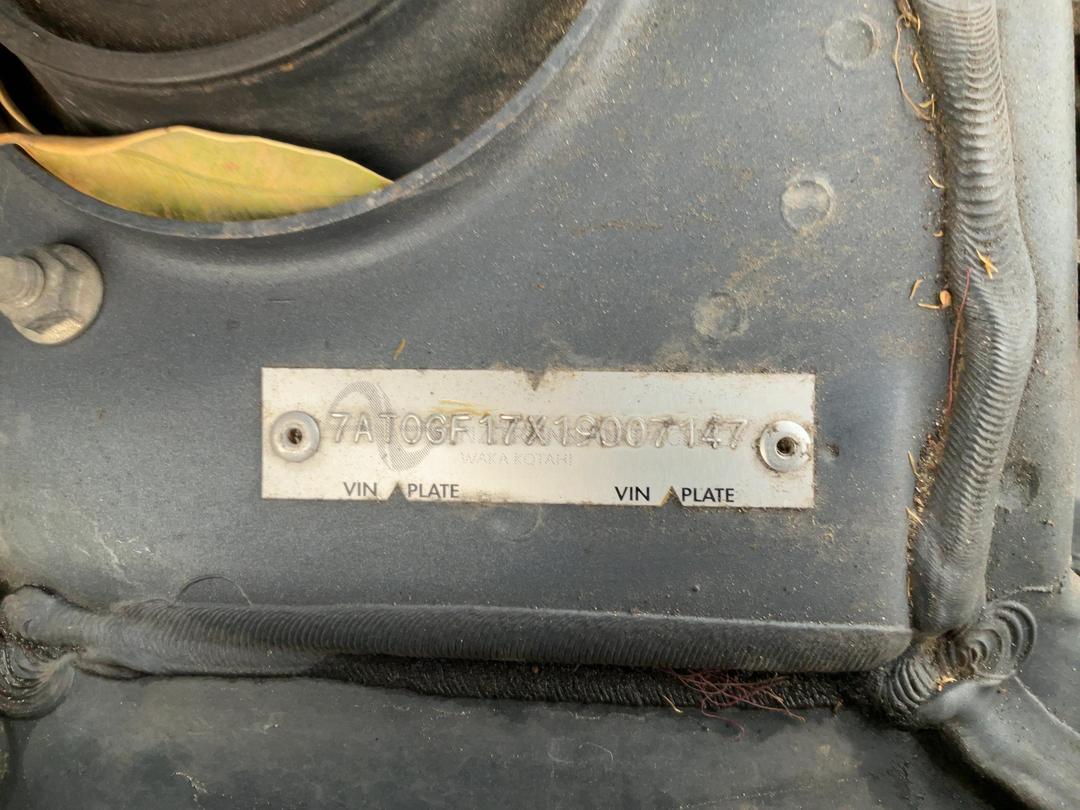 7AT0GF17X19007147
WAKA KOTAHI
VIN PLATE VIN PLATE